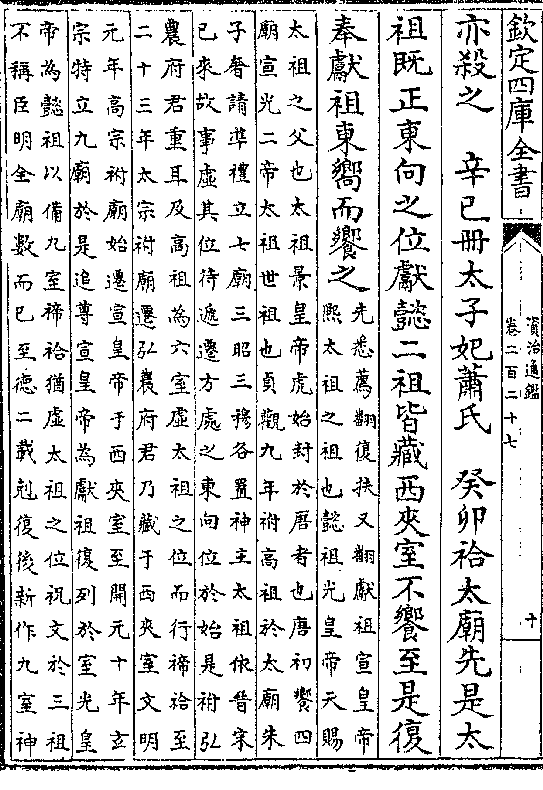 欽定四庫全書
資治通鑑
卷二百二十七
十
亦殺之　辛巳冊太子妃蕭氏　癸卯祫太廟先是太
祖既正東向之位獻懿二祖皆藏西夾室不饗至是復
奉獻祖東嚮而饗之
先悉薦翻復扶又翻獻祖宣皇帝
熙太祖之祖也懿祖光皇帝天賜
太祖之父也太祖景皇帝虎始封於唐者也唐初饗四
廟宣光二帝太祖世祖也貞觀九年祔高祖於太廟朱
子奢請準禮立七廟三昭三穆各置神主太祖依晉宋
已來故事虛其位待遞遷方處之東向位於始是祔弘
農府君重耳及高祖為六室虛太祖之位而行禘祫至
二十三年太宗祔廟遷弘農府君乃藏于西夾室文明
元年高宗祔廟始遷宣皇帝于西夾室至開元十年玄
宗特立九廟於是追尊宣皇帝為獻祖復列於室光皇
帝為懿祖以備九室禘祫猶虛太祖之位祝文於三祖
不稱臣明全廟數而已至德二載剋復後新作九室神